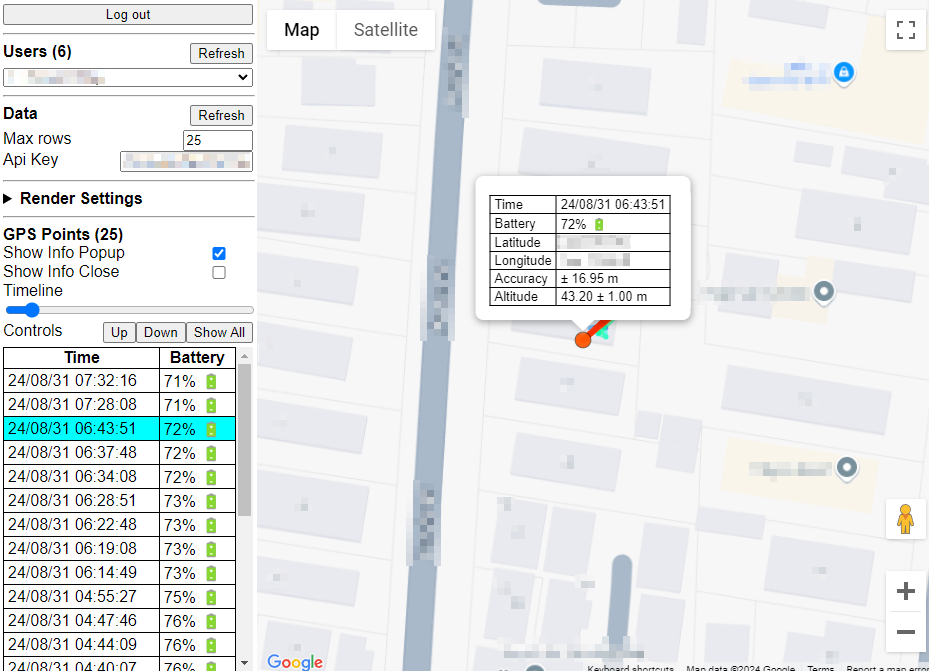 Log out
Users (6)
Refresh
Data
Refresh
Max rows
25
Api Key
Render Settings
GPS Points (25)
Show Info Popup
Show Info Close
Timeline
Controls
Up
Down
Show All
Time Battery
24/08/31 07:32:16 71%
24/08/31 07:28:08 71%
24/08/31 06:43:51 72%
24/08/31 06:37:48 72%
24/08/31 06:34:08 72%
24/08/31 06:28:51 73%
24/08/31 06:22:48 73%
24/08/31 06:19:08 73%
24/08/31 06:14:49 73%
24/08/31 04:55:27 75%
24/08/31 04:47:46 76%
24/08/31 04:44:09 76%
24/08/31 04:40:07 76%
Map
Satellite
Time 24/08/31 06:43:51
Battery 72%
Latitude
Longitude
Accuracy ± 16.95 m
Altitude 43.20 ± 1.00 m
Google
Keyboard shortcuts
Map data ©2024 Google
Terms
Report a map error